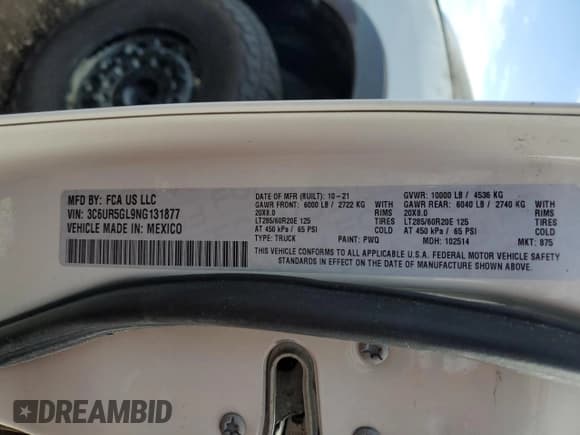 MFD BY: FCA US LLC
VIN: 3C6UR5GL9NG131877
VEHICLE MADE IN: MEXICO
DATE OF MFR (BUILT): 10-21
GAWR FRONT: 6000 LB / 2722 KG WITH
20X8.0 RIMS
LT285/60R20E 125 TIRES
AT 450 kPa / 65 PSI COLD
TYPE: TRUCK PAINT: PWQ
GVWR: 10000 LB / 4536 KG
GAWR REAR: 6040 LB / 2740 KG WITH
20X8.0 RIMS
LT285/60R20E 125 TIRES
AT 450 kPa / 65 PSI COLD
MDH: 102514 MKT: 875
THIS VEHICLE CONFORMS TO ALL APPLICABLE U.S.A. FEDERAL MOTOR VEHICLE SAFETY
STANDARDS IN EFFECT ON THE DATE OF MANUFACTURE SHOWN ABOVE.
DREAMBID